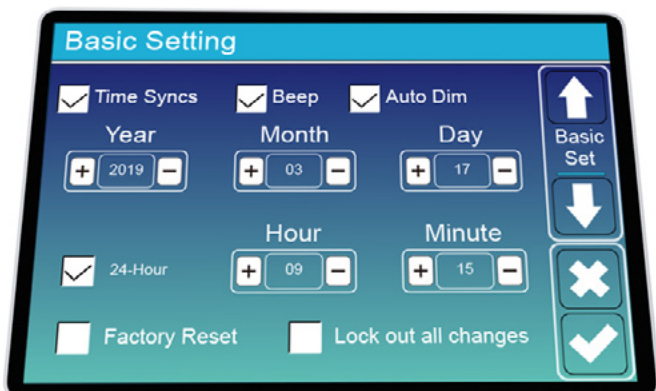 Basic Setting
Time Syncs Beep Auto Dim
Year Month Day
+ 2019 − + 03 − + 17 −
Basic
Set
Hour Minute
24-Hour + 09 − + 15 −
Factory Reset Lock out all changes